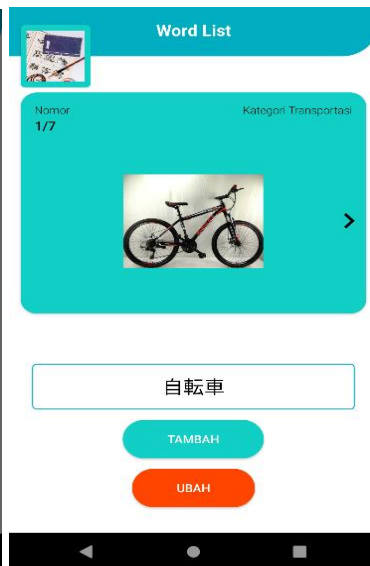 Word List
Nomor
Kategori Transportasi
1/7
自転車
TAMBAH
UBAH